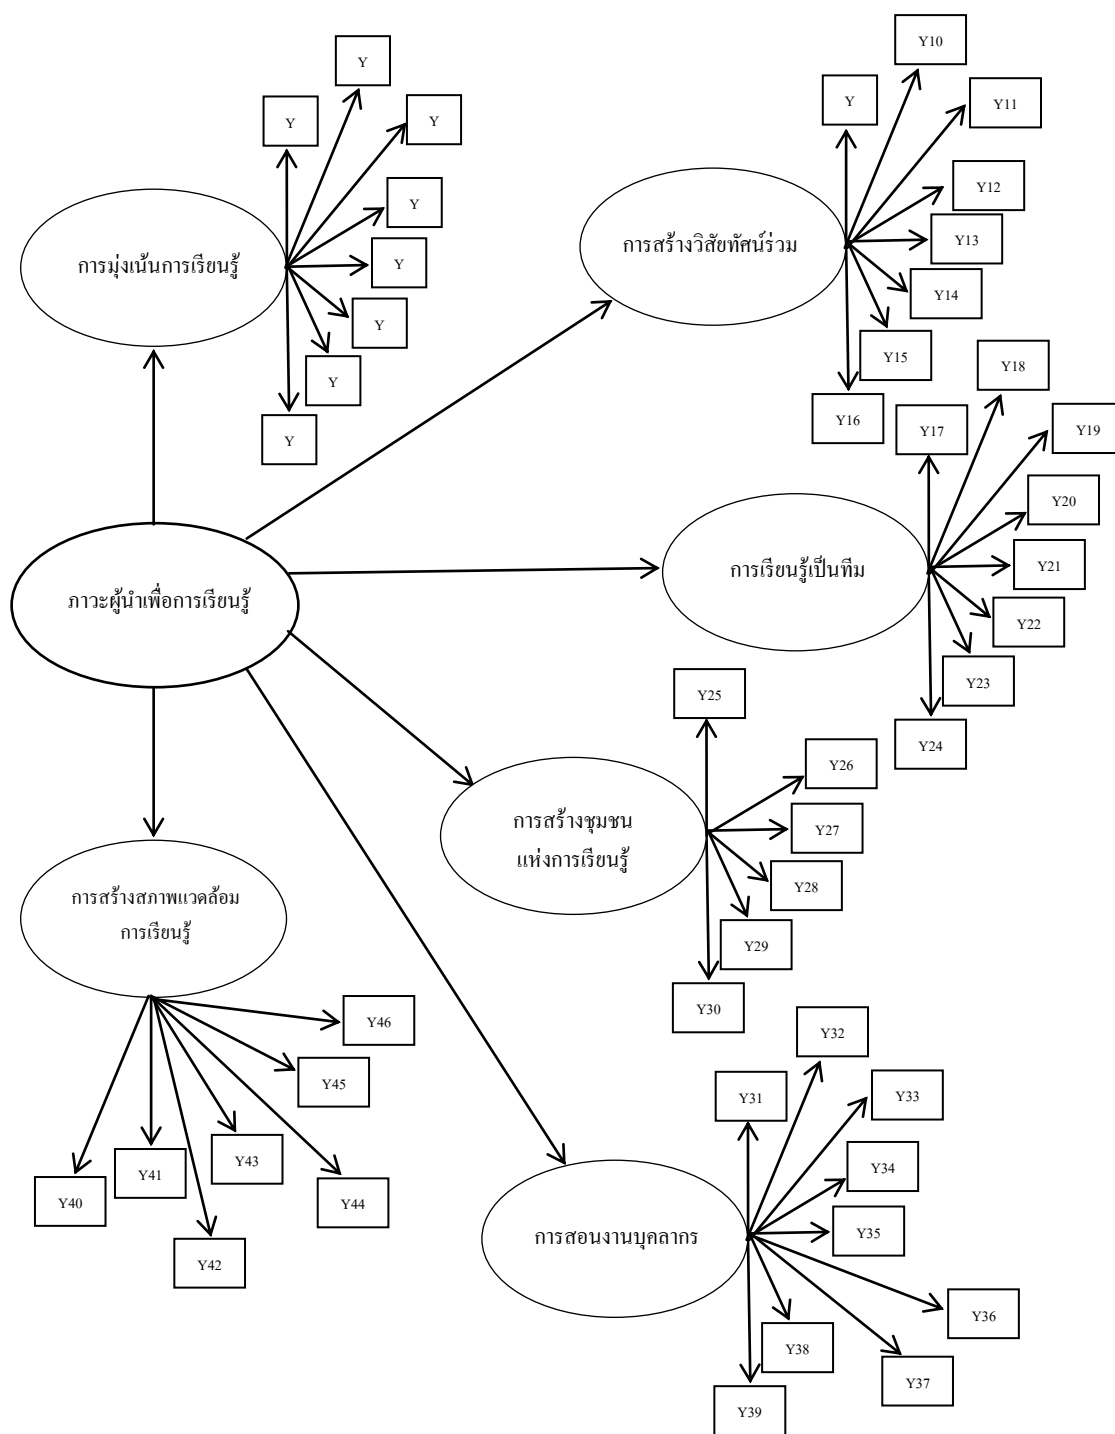 Y
Y
Y
Y
Y
Y
Y
Y
การมุ่งเน้นการเรียนรู้
Y
Y10
Y11
Y12
Y13
Y14
Y15
Y16
การสร้างวิสัยทัศน์ร่วม
Y17
Y18
Y19
Y20
Y21
Y22
Y23
Y24
การเรียนรู้เป็นทีม
ภาวะผู้นำเพื่อการเรียนรู้
Y25
Y26
Y27
Y28
Y29
Y30
การสร้างชุมชน
แห่งการเรียนรู้
การสร้างสภาพแวดล้อม
การเรียนรู้
Y46
Y45
Y44
Y43
Y42
Y41
Y40
Y31
Y32
Y33
Y34
Y35
Y36
Y37
Y38
Y39
การสอนงานบุคลากร